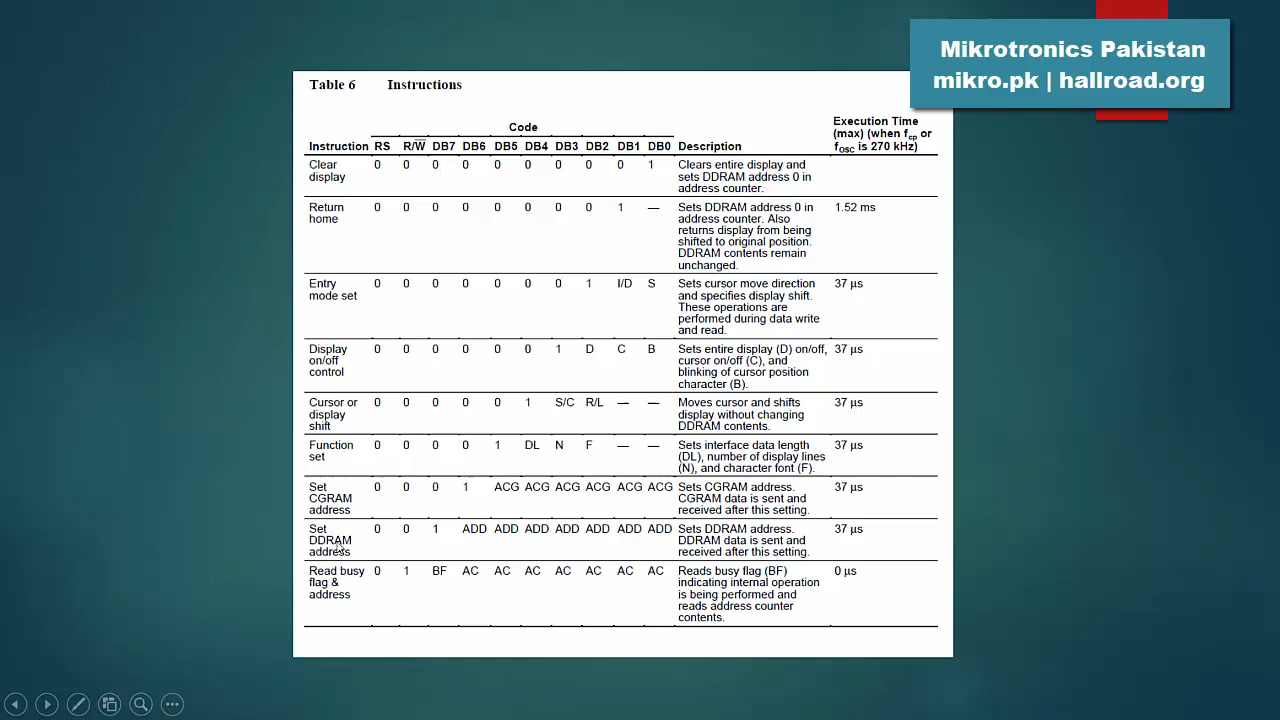 Mikrotronics Pakistan
mikro.pk | hallroad.org
Table 6 Instructions
Code
Execution Time
(max) (when fcp or
fOSC is 270 kHz)
Instruction RS R/W̅ DB7 DB6 DB5 DB4 DB3 DB2 DB1 DB0 Description
Clear 0 0 0 0 0 0 0 0 0 1 Clears entire display and
display sets DDRAM address 0 in
address counter.
Return 0 0 0 0 0 0 0 0 1 — Sets DDRAM address 0 in 1.52 ms
home address counter. Also
returns display from being
shifted to original position.
DDRAM contents remain
unchanged.
Entry 0 0 0 0 0 0 0 1 I/D S Sets cursor move direction 37 µs
mode set and specifies display shift.
These operations are
performed during data write
and read.
Display 0 0 0 0 0 0 1 D C B Sets entire display (D) on/off, 37 µs
on/off cursor on/off (C), and
control blinking of cursor position
character (B).
Cursor or 0 0 0 0 0 1 S/C R/L — — Moves cursor and shifts 37 µs
display display without changing
shift DDRAM contents.
Function 0 0 0 0 1 DL N F — — Sets interface data length 37 µs
set (DL), number of display lines
(N), and character font (F).
Set 0 0 0 1 ACG ACG ACG ACG ACG ACG Sets CGRAM address. 37 µs
CGRAM CGRAM data is sent and
address received after this setting.
Set 0 0 1 ADD ADD ADD ADD ADD ADD ADD Sets DDRAM address. 37 µs
DDRAM DDRAM data is sent and
address received after this setting.
Read busy 0 1 BF AC AC AC AC AC AC AC Reads busy flag (BF) 0 µs
flag & indicating internal operation
address is being performed and
reads address counter
contents.